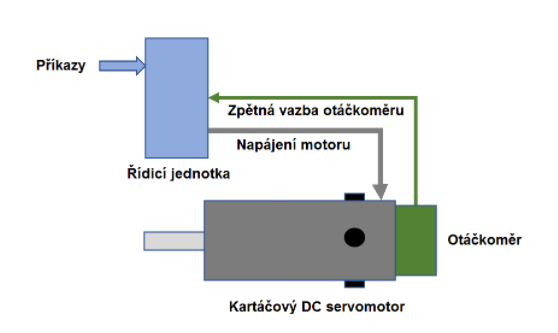 Příkazy
Zpětná vazba otáčkoměru
Napájení motoru
Řídicí jednotka
Otáčkoměr
Kartáčový DC servomotor